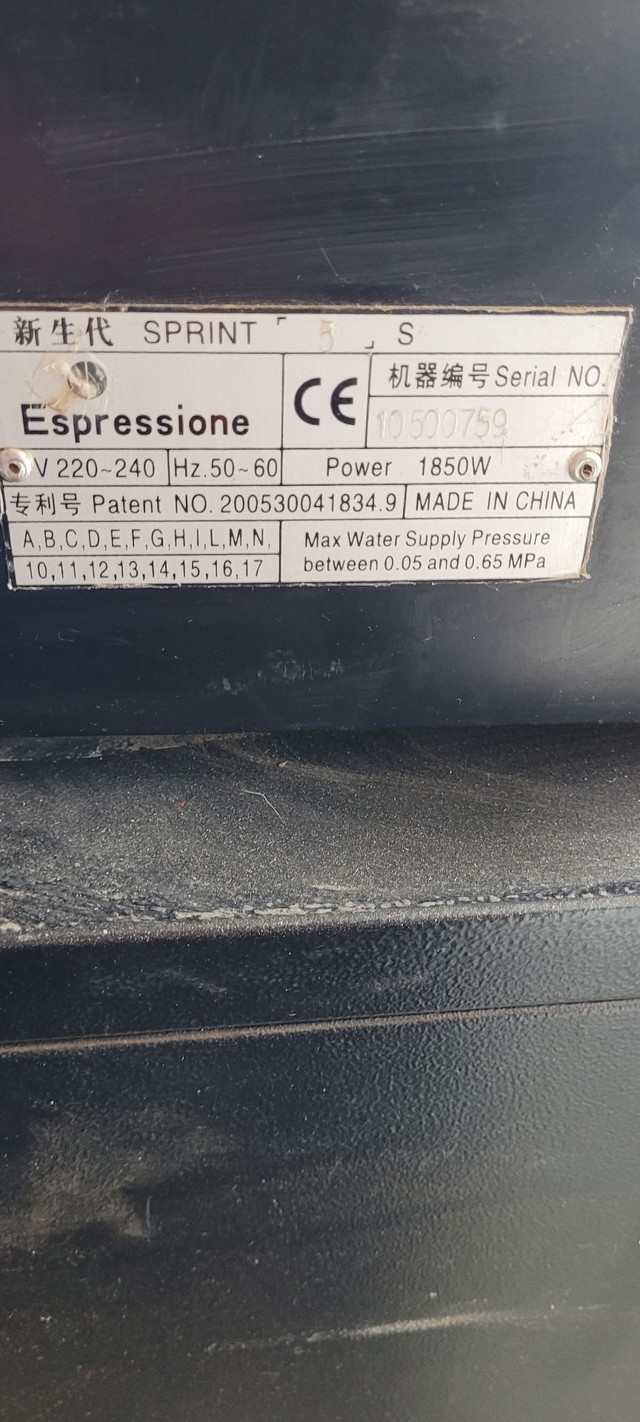 新生代 SPRINT「 5 」S
Espressione
CE
机器编号 Serial NO.
10500759
V 220~240 Hz.50~60 Power 1850W
专利号 Patent NO. 200530041834.9 MADE IN CHINA
A,B,C,D,E,F,G,H,I,L,M,N,
10,11,12,13,14,15,16,17
Max Water Supply Pressure
between 0.05 and 0.65 MPa